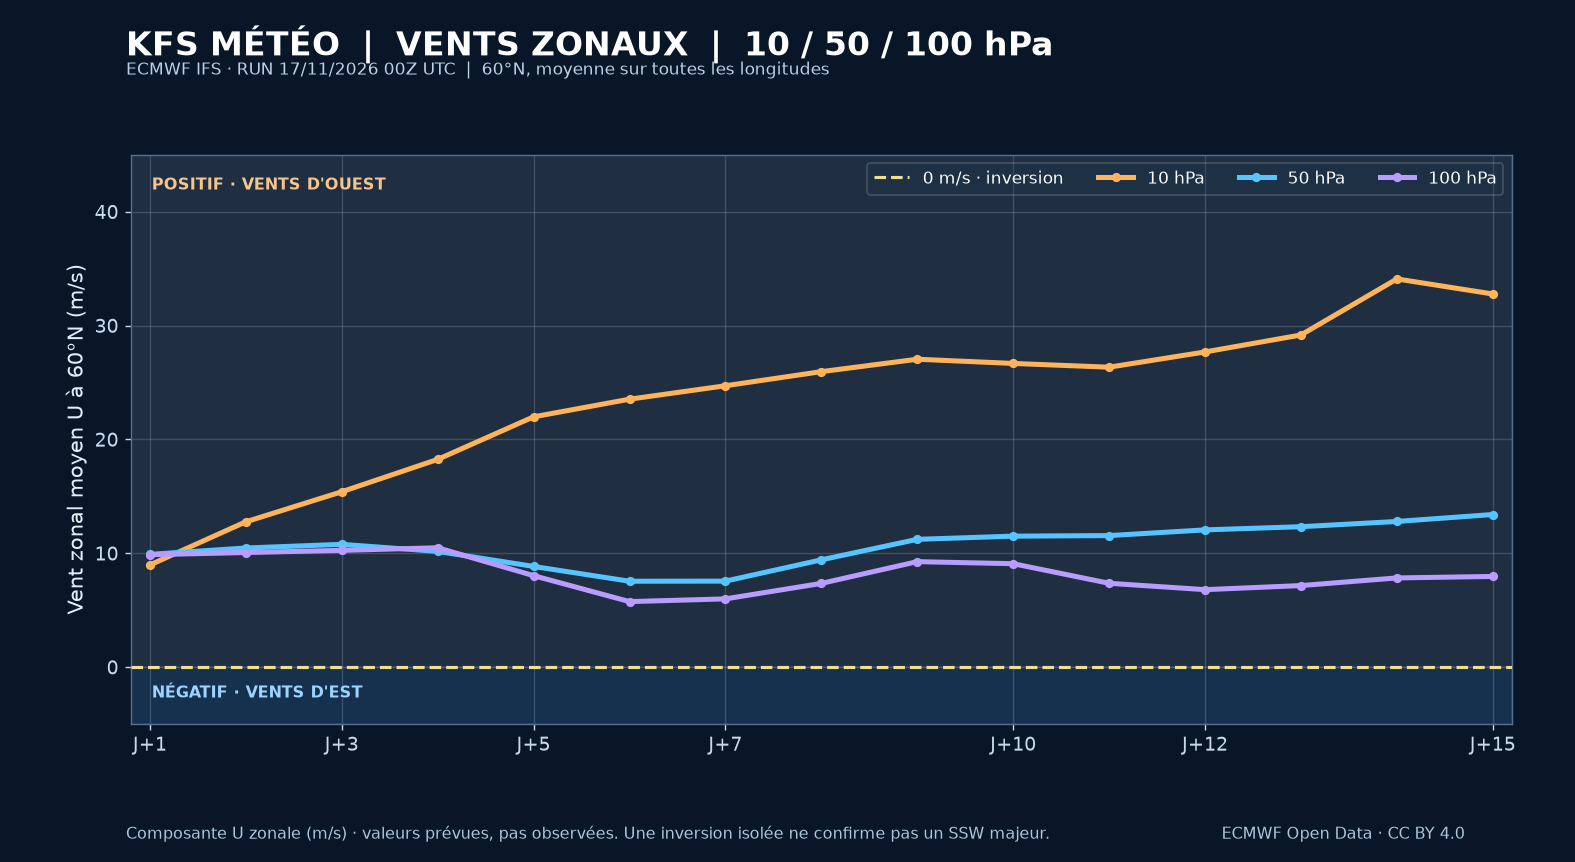 KFS MÉTÉO | VENTS ZONAUX | 10 / 50 / 100 hPa
ECMWF IFS · RUN 17/11/2026 00Z UTC | 60°N, moyenne sur toutes les longitudes
POSITIF · VENTS D'OUEST
0 m/s · inversion
10 hPa
50 hPa
100 hPa
Vent zonal moyen U à 60°N (m/s)
40
30
20
10
0
NÉGATIF · VENTS D'EST
J+1
J+3
J+5
J+7
J+10
J+12
J+15
Composante U zonale (m/s) · valeurs prévues, pas observées. Une inversion isolée ne confirme pas un SSW majeur.
ECMWF Open Data · CC BY 4.0